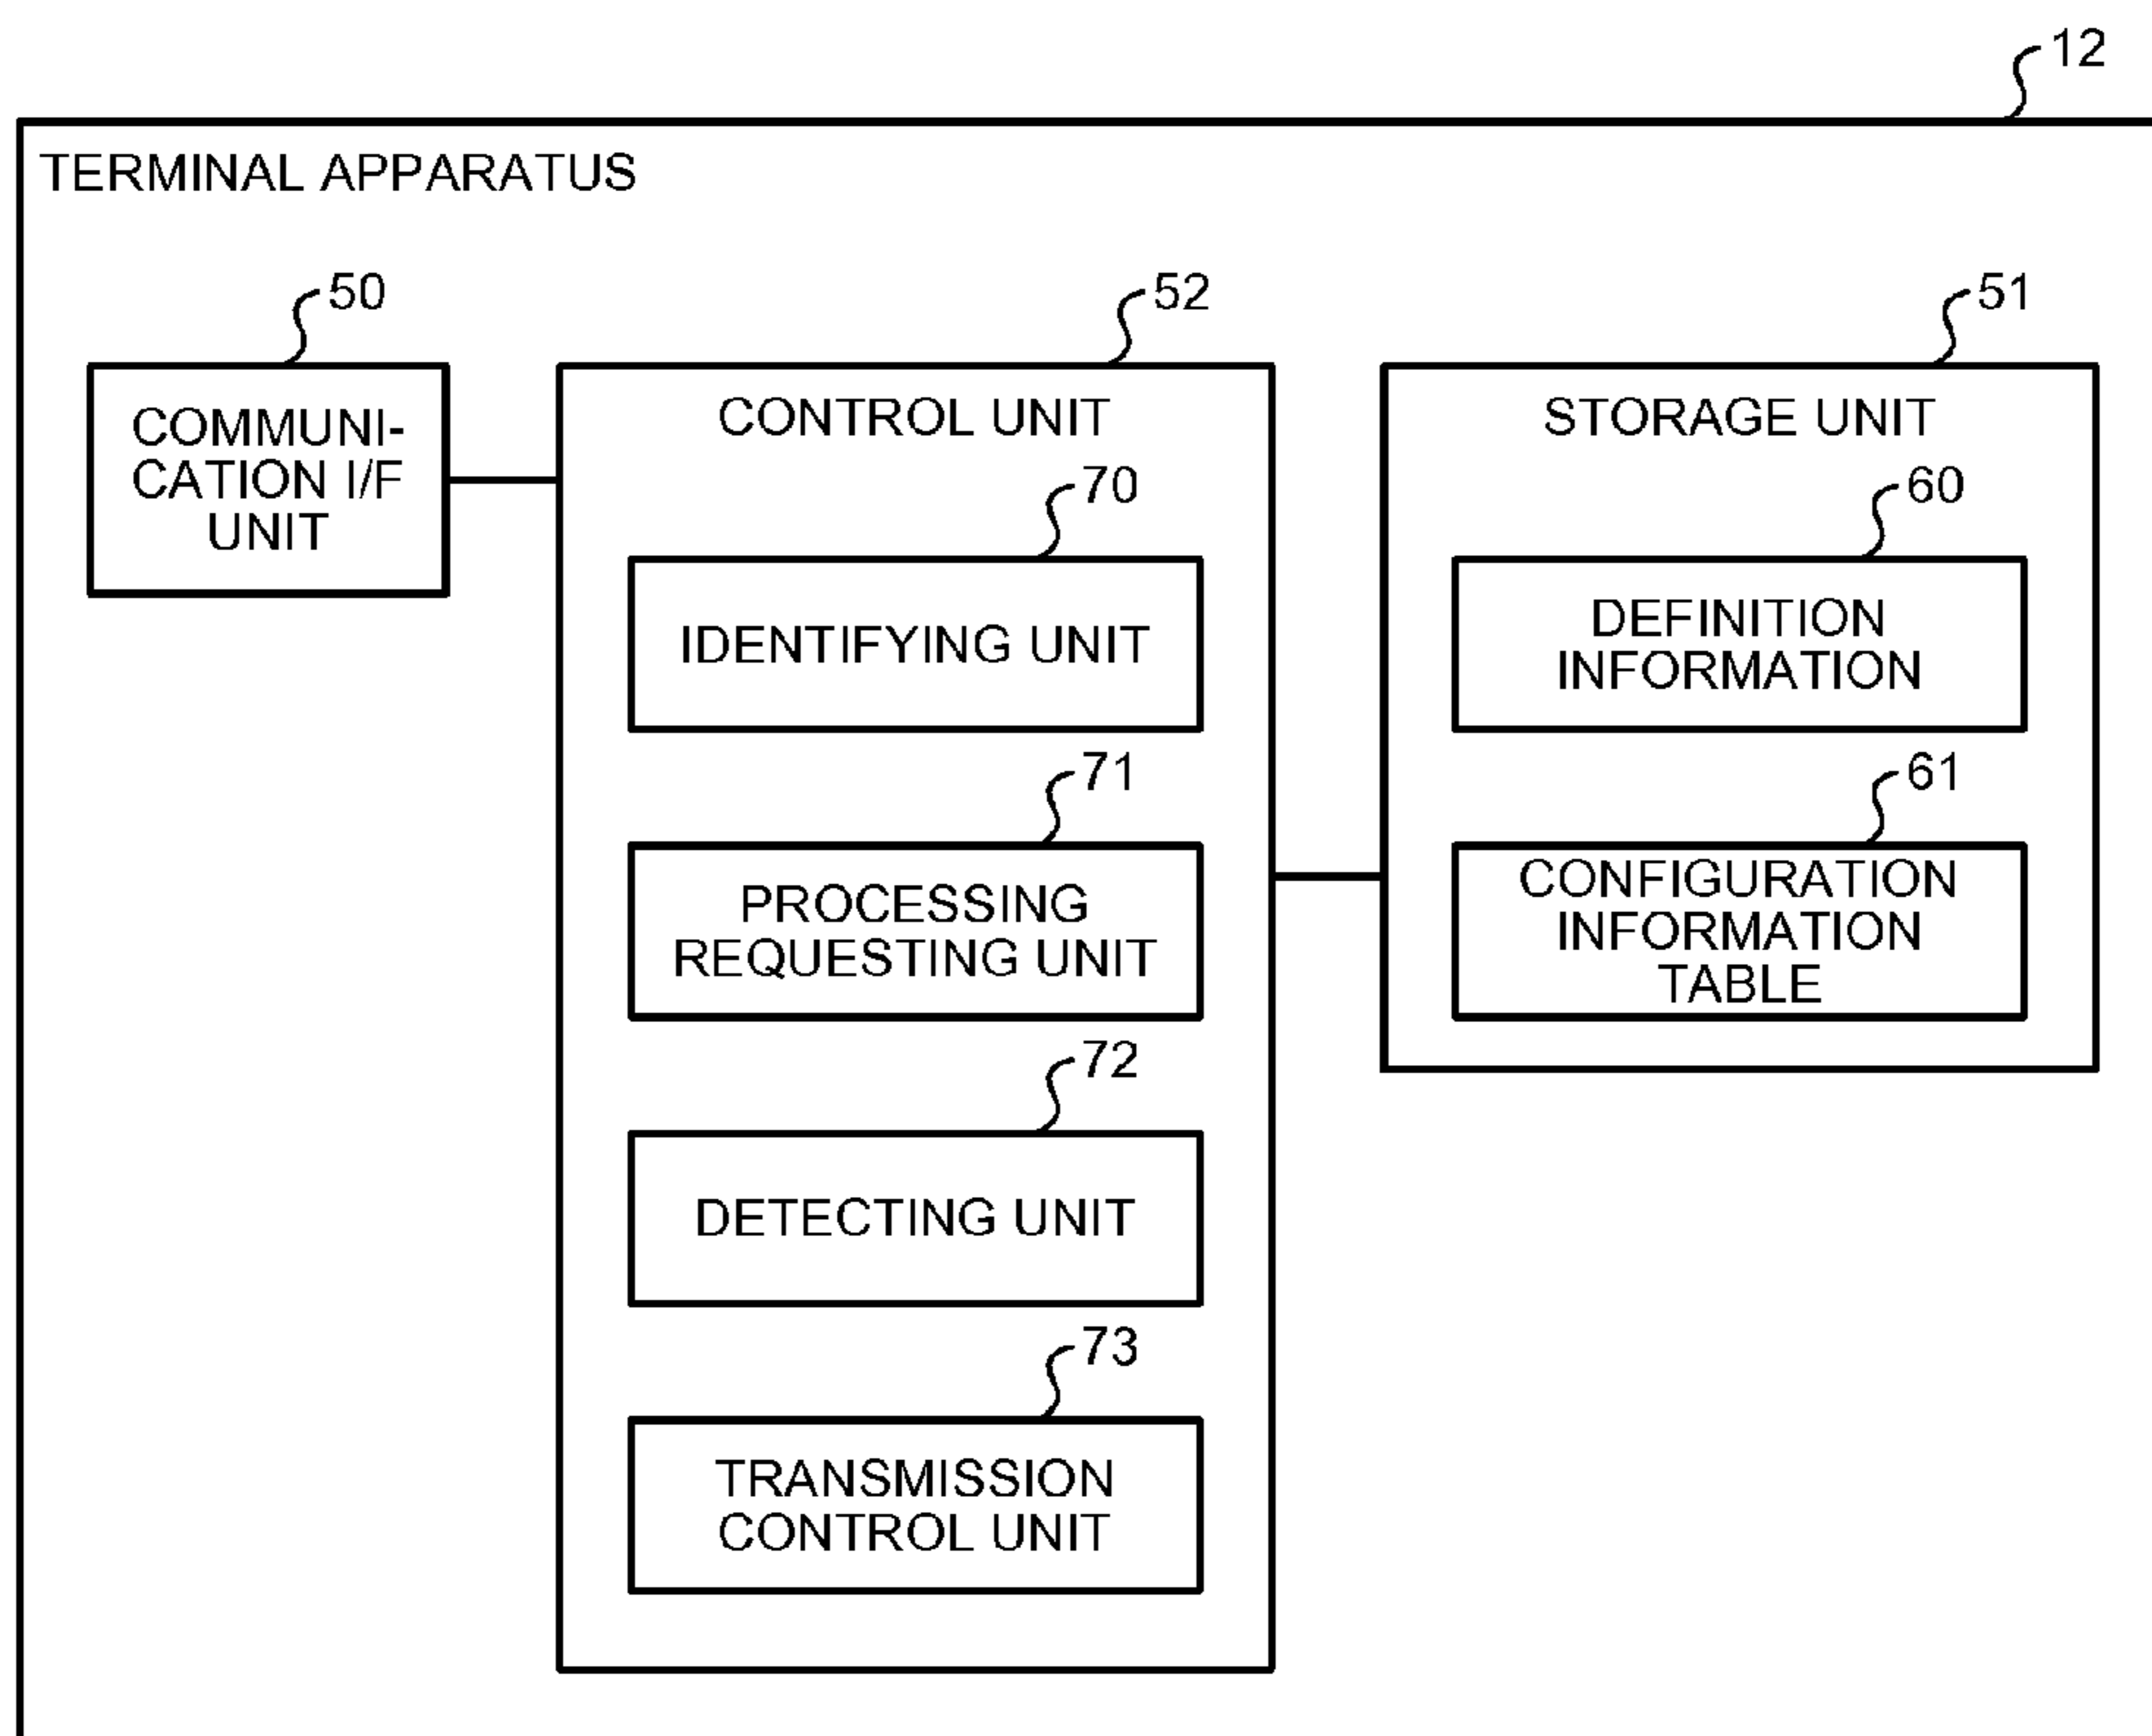 12
TERMINAL APPARATUS
50
COMMUNI-
CATION I/F
UNIT
52
CONTROL UNIT
70
IDENTIFYING UNIT
71
PROCESSING
REQUESTING UNIT
72
DETECTING UNIT
73
TRANSMISSION
CONTROL UNIT
51
STORAGE UNIT
60
DEFINITION
INFORMATION
61
CONFIGURATION
INFORMATION
TABLE